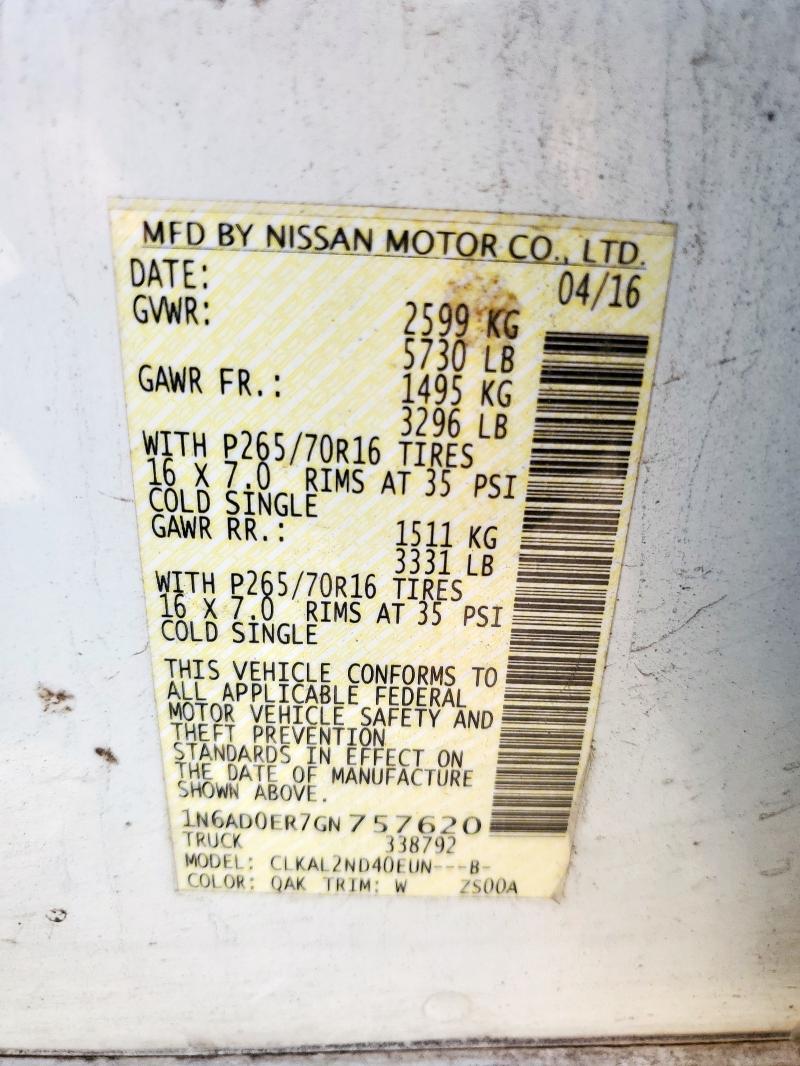 MFD BY NISSAN MOTOR CO., LTD.
DATE: 04/16
GVWR: 2599 KG
5730 LB
GAWR FR.: 1495 KG
3296 LB
WITH P265/70R16 TIRES
16 X 7.0 RIMS AT 35 PSI
COLD SINGLE
GAWR RR.: 1511 KG
3331 LB
WITH P265/70R16 TIRES
16 X 7.0 RIMS AT 35 PSI
COLD SINGLE
THIS VEHICLE CONFORMS TO
ALL APPLICABLE FEDERAL
MOTOR VEHICLE SAFETY AND
THEFT PREVENTION
STANDARDS IN EFFECT ON
THE DATE OF MANUFACTURE
SHOWN ABOVE.
1N6AD0ER7GN757620
TRUCK 338792
MODEL: CLKAL2ND40EUN---B-
COLOR: QAK TRIM: W ZS00A